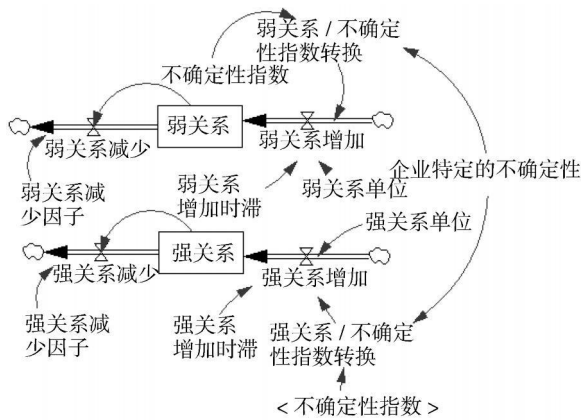 弱关系 / 不确定
性指数转换
不确定性指数
弱关系
弱关系减少
弱关系增加
企业特定的不确定性
弱关系减
少因子
弱关系
增加时滞
弱关系单位
强关系单位
强关系
强关系减少
强关系增加
强关系减
少因子
强关系
增加时滞
强关系 / 不确定
性指数转换
< 不确定性指数 >